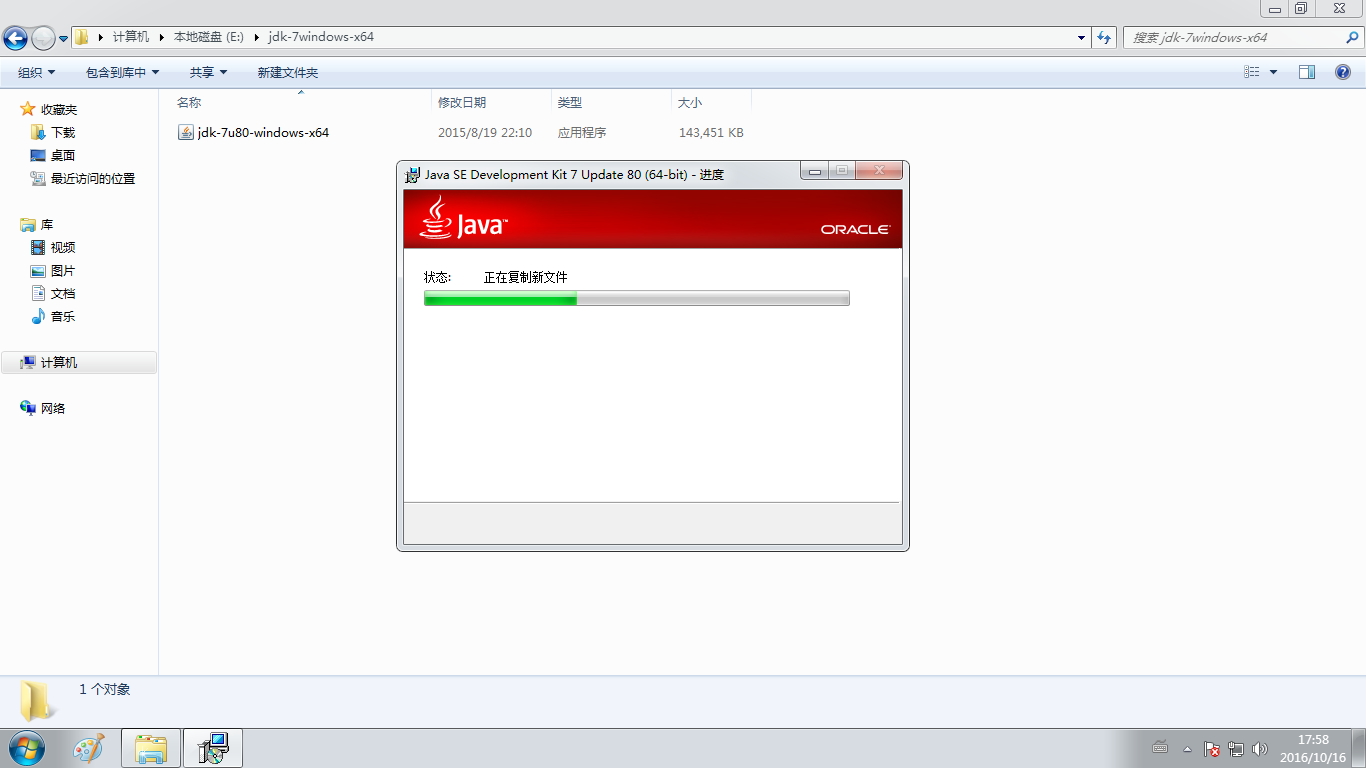 计算机 本地磁盘 (E:) jdk-7windows-x64
搜索 jdk-7windows-x64
组织 包含到库中 共享 新建文件夹
收藏夹
下载
桌面
最近访问的位置
库
视频
图片
文档
音乐
计算机
网络
名称 修改日期 类型 大小
jdk-7u80-windows-x64 2015/8/19 22:10 应用程序 143,451 KB
Java SE Development Kit 7 Update 80 (64-bit) - 进度
Java™
ORACLE
状态: 正在复制新文件
1 个对象
17:58
2016/10/16